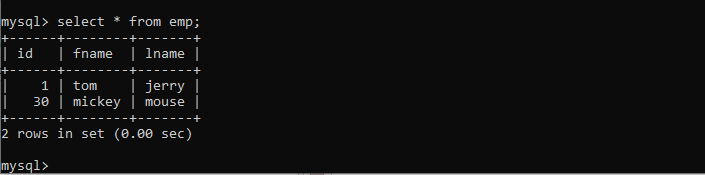 mysql> select * from emp;
+------+--------+-------+
| id   | fname  | lname |
+------+--------+-------+
|    1 | tom    | jerry |
|   30 | mickey | mouse |
+------+--------+-------+
2 rows in set (0.00 sec)
mysql>